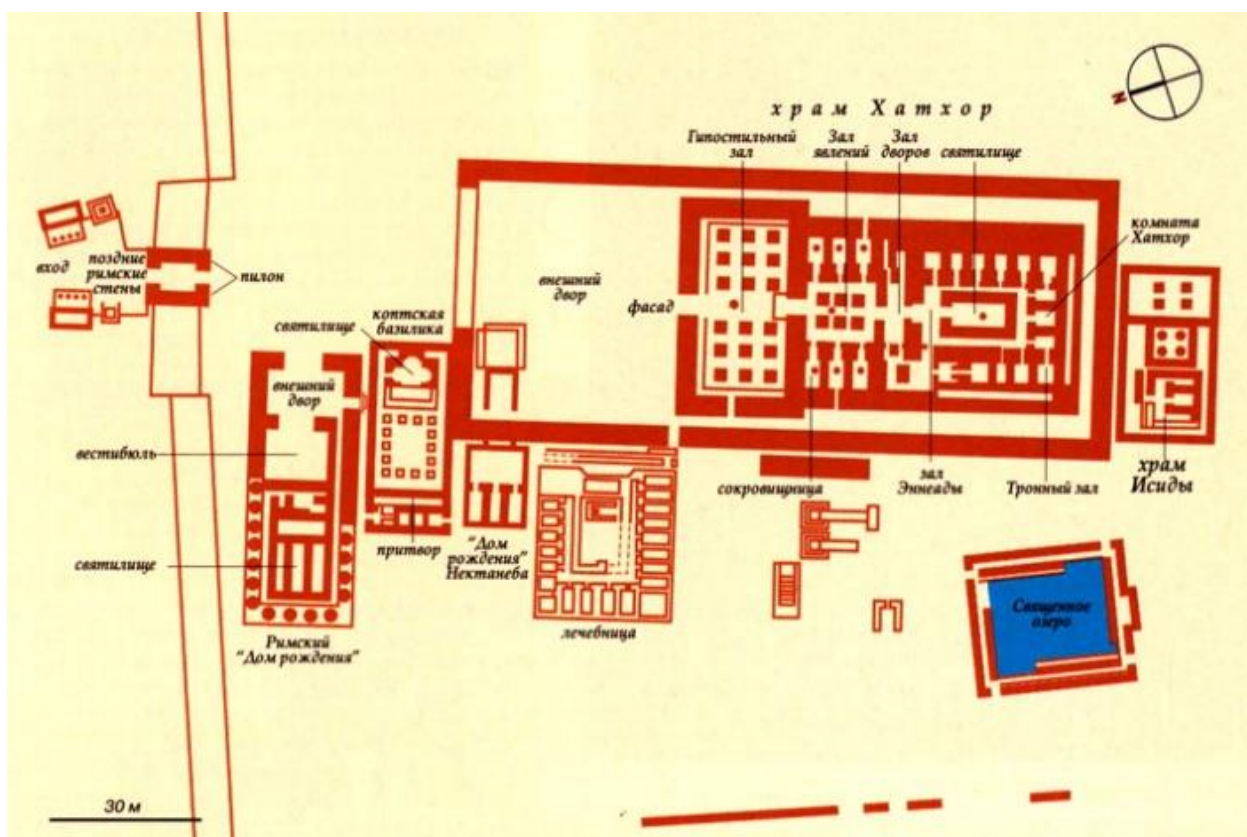 N
храм Хатхор
Гипостильный
зал
Зал
явлений
Зал
дворов
святилище
комната
Хатхор
вход
поздние
римские
стены
пилон
святилище
коптская
базилика
внешний
двор
фасад
внешний
двор
вестибюль
святилище
притвор
"Дом
рождения"
Нектанеба
лечебница
Римский
"Дом рождения"
сокровищница
зал
Эннеады
Тронный зал
храм
Исиды
Священное
озеро
30 м